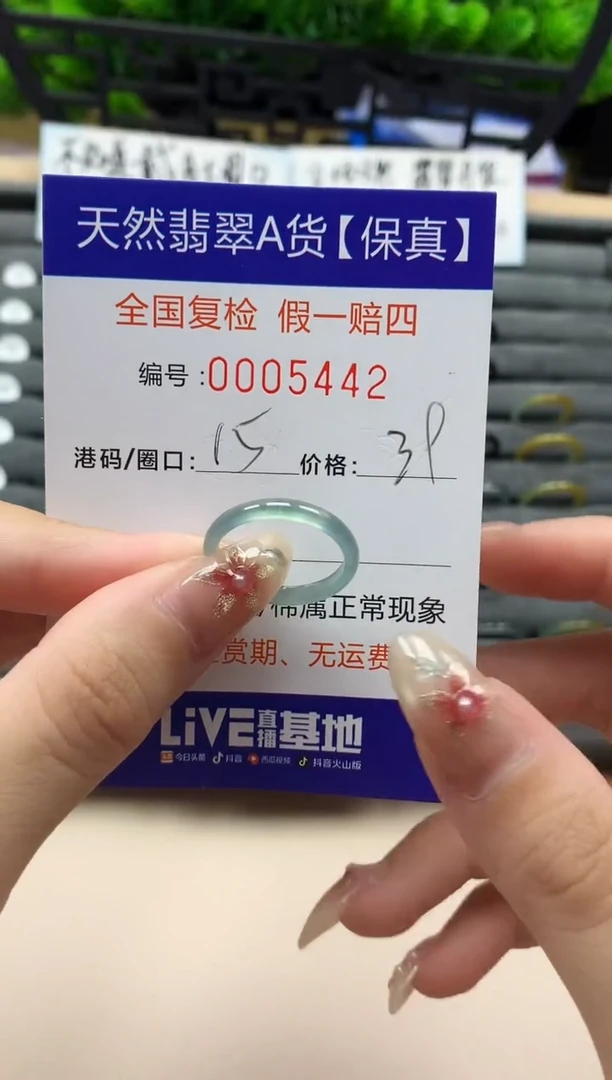 天然翡翠A货【保真】
全国复检 假一赔四
编号:0005442
港码/圈口: 15 价格: 38
棉属正常现象
赏期、无运费
LiVE直播基地
今日头条 抖音 西瓜视频 抖音火山版